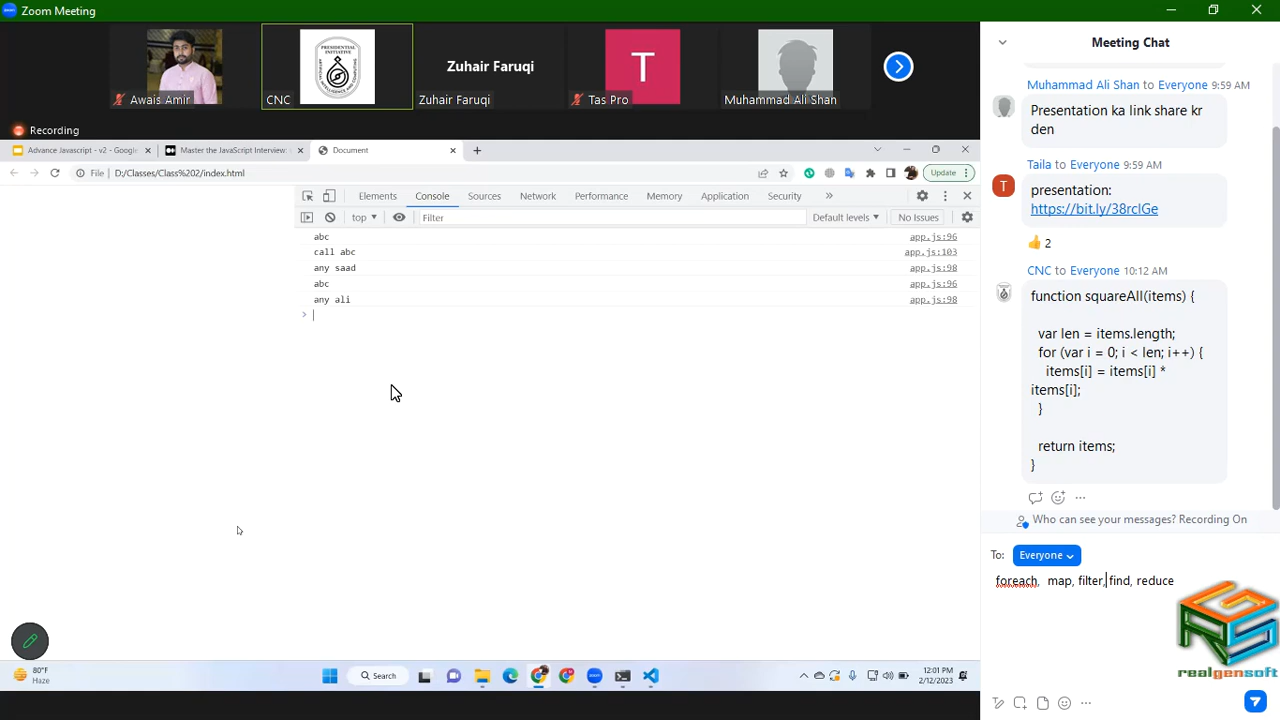 Zoom Meeting
PRESIDENTIAL
INITIATIVE
Zuhair Faruqi
T
Awais Amir
CNC
Zuhair Faruqi
Tas Pro
Muhammad Ali Shan
Recording
Advance Javascript - v2 - Google
Master the JavaScript Interview:
Document
File
D:/Classes/Class%202/index.html
Update
Elements
Console
Sources
Network
Performance
Memory
Application
Security
top
Filter
Default levels
No Issues
abc app.js:96
call abc app.js:103
any saad app.js:98
abc app.js:96
any ali app.js:98
80°F
Haze
Search
12:01 PM
2/12/2023
Meeting Chat
Muhammad Ali Shan to Everyone 9:59 AM
Presentation ka link share kr
den
Taila to Everyone 9:59 AM
T
presentation:
https://bit.ly/38rclGe
👍 2
CNC to Everyone 10:12 AM
function squareAll(items) {
var len = items.length;
for (var i = 0; i < len; i++) {
items[i] = items[i] *
items[i];
}
return items;
}
Who can see your messages? Recording On
To: Everyone
foreach, map, filter, find, reduce
realgensoft